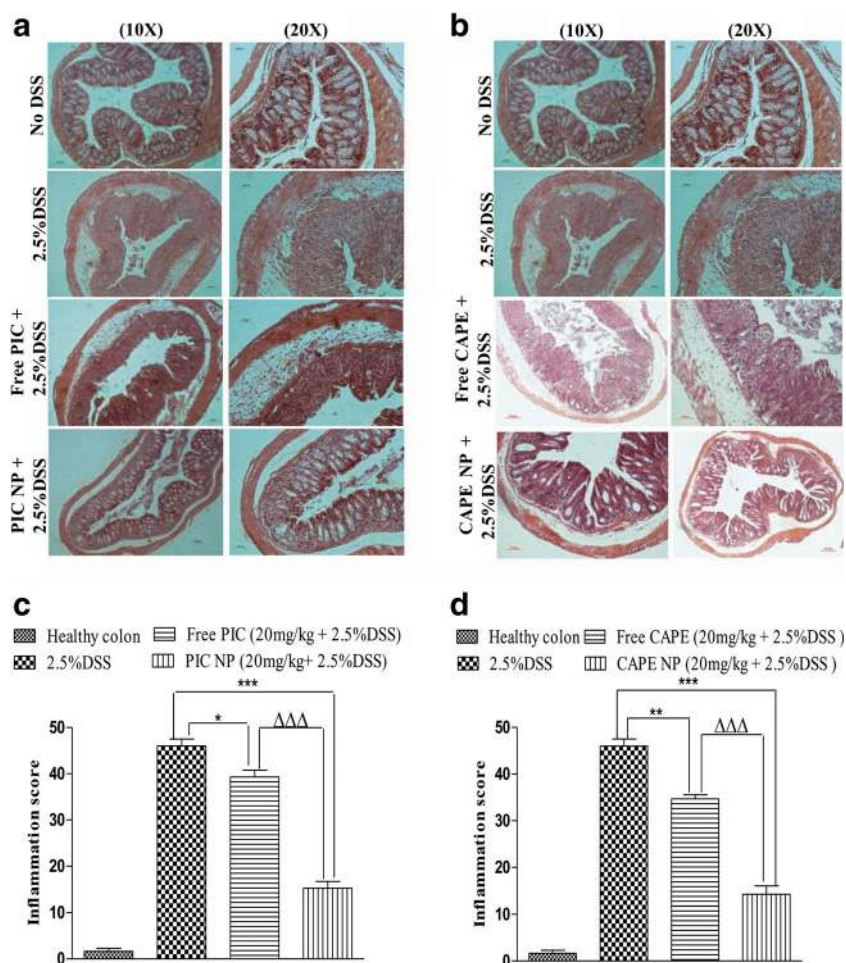 a
(10X) (20X)
No DSS
2.5%DSS
Free PIC +
2.5%DSS
PIC NP +
2.5%DSS
b
(10X) (20X)
No DSS
2.5%DSS
Free CAPE +
2.5%DSS
CAPE NP +
2.5%DSS
c
Healthy colon Free PIC (20mg/kg + 2.5%DSS)
2.5%DSS PIC NP (20mg/kg+ 2.5%DSS)
***
* ΔΔΔ
Inflammation score
50
40
30
20
10
0
d
Healthy colon Free CAPE (20mg/kg + 2.5%DSS )
2.5%DSS CAPE NP (20mg/kg + 2.5%DSS )
***
** ΔΔΔ
Inflammation score
50
40
30
20
10
0